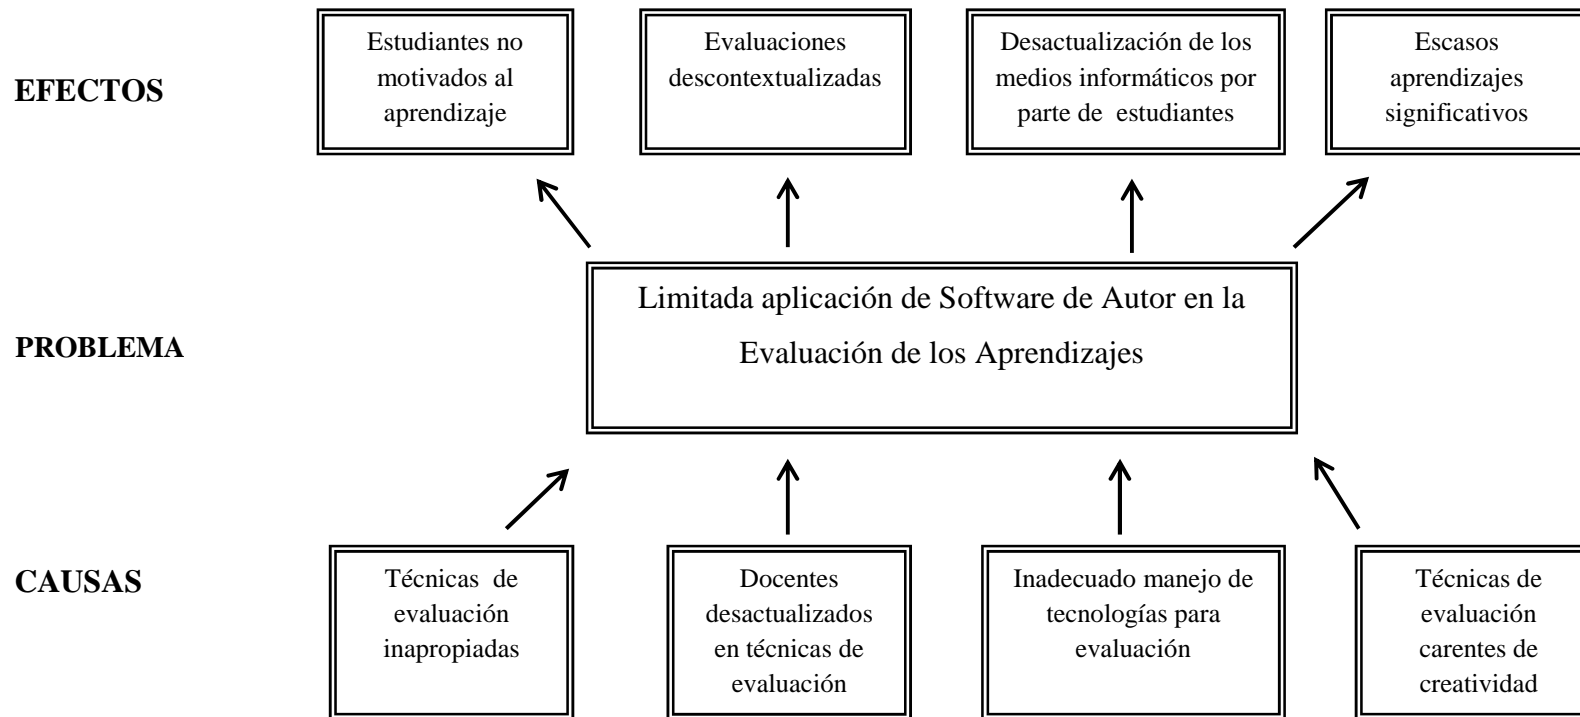 EFECTOS
Estudiantes no
motivados al
aprendizaje
Evaluaciones
descontextualizadas
Desactualización de los
medios informáticos por
parte de estudiantes
Escasos
aprendizajes
significativos
PROBLEMA
Limitada aplicación de Software de Autor en la
Evaluación de los Aprendizajes
CAUSAS
Técnicas de
evaluación
inapropiadas
Docentes
desactualizados
en técnicas de
evaluación
Inadecuado manejo de
tecnologías para
evaluación
Técnicas de
evaluación
carentes de
creatividad